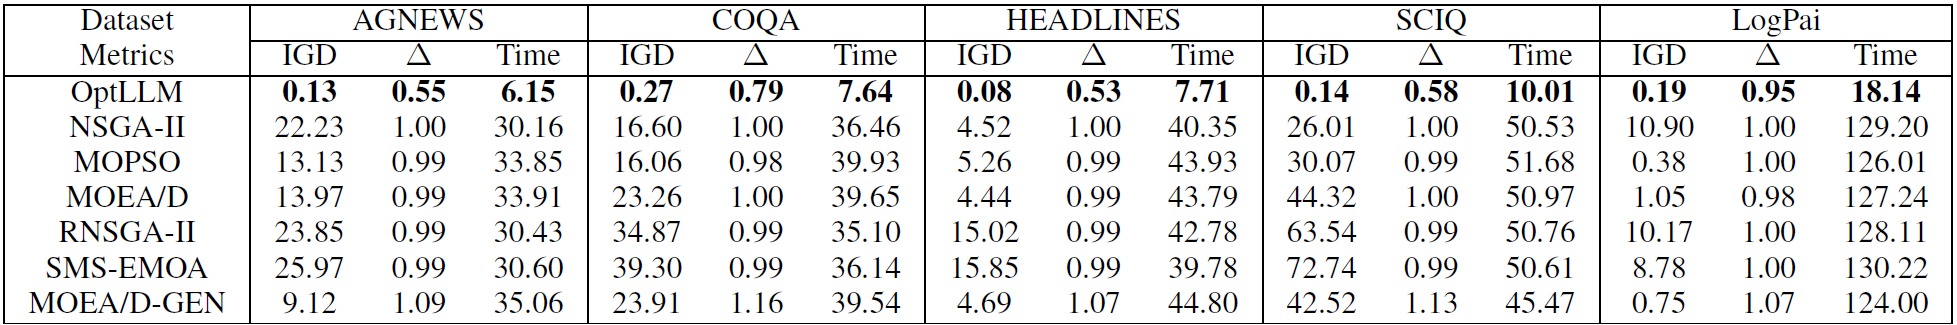 Dataset AGNEWS COQA HEADLINES SCIQ LogPai
Metrics IGD Δ Time IGD Δ Time IGD Δ Time IGD Δ Time IGD Δ Time
OptLLM 0.13 0.55 6.15 0.27 0.79 7.64 0.08 0.53 7.71 0.14 0.58 10.01 0.19 0.95 18.14
NSGA-II 22.23 1.00 30.16 16.60 1.00 36.46 4.52 1.00 40.35 26.01 1.00 50.53 10.90 1.00 129.20
MOPSO 13.13 0.99 33.85 16.06 0.98 39.93 5.26 0.99 43.93 30.07 0.99 51.68 0.38 1.00 126.01
MOEA/D 13.97 0.99 33.91 23.26 1.00 39.65 4.44 0.99 43.79 44.32 1.00 50.97 1.05 0.98 127.24
RNSGA-II 23.85 0.99 30.43 34.87 0.99 35.10 15.02 0.99 42.78 63.54 0.99 50.76 10.17 1.00 128.11
SMS-EMOA 25.97 0.99 30.60 39.30 0.99 36.14 15.85 0.99 39.78 72.74 0.99 50.61 8.78 1.00 130.22
MOEA/D-GEN 9.12 1.09 35.06 23.91 1.16 39.54 4.69 1.07 44.80 42.52 1.13 45.47 0.75 1.07 124.00